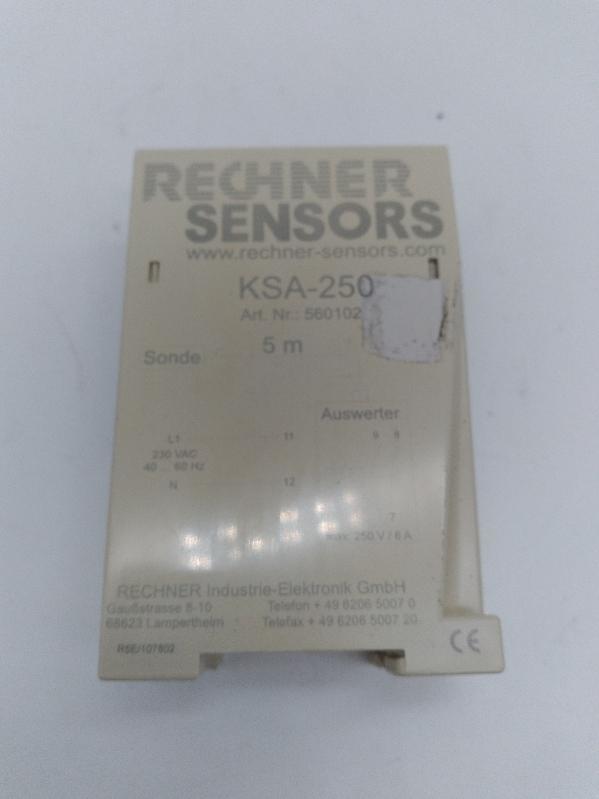 RECHNER
SENSORS
www.rechner-sensors.com
KSA-250
Art. Nr.: 560102
5 m
Sonde
Auswerter
L1 11 9 8
230 VAC
40 ... 60 Hz
N 12
7
max. 250 V / 6 A
RECHNER Industrie-Elektronik GmbH
Gaußstrasse 8-10 Telefon + 49 6206 5007 0
68623 Lampertheim Telefax + 49 6206 5007 20
R5E/107802 CE